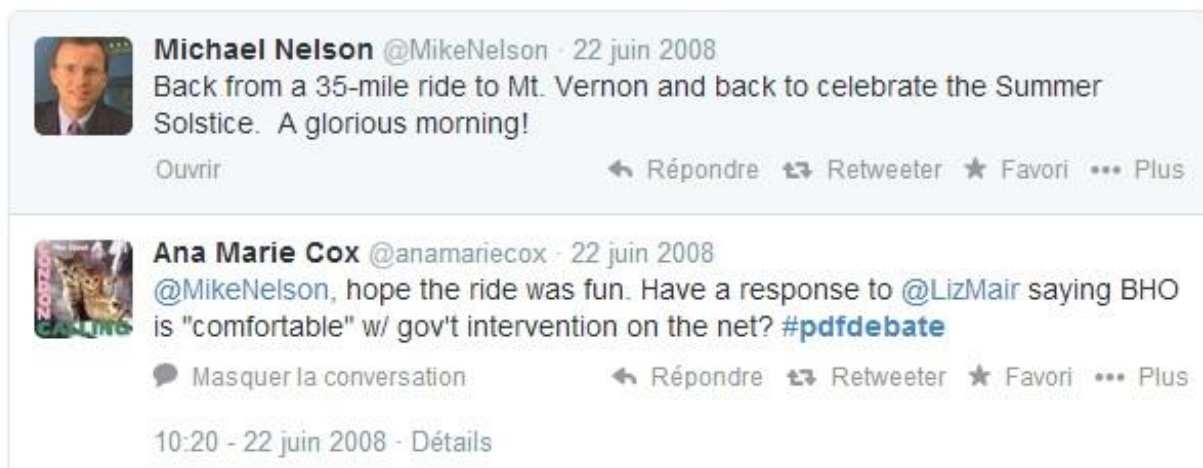 Michael Nelson @MikeNelson · 22 juin 2008
Back from a 35-mile ride to Mt. Vernon and back to celebrate the Summer
Solstice.  A glorious morning!
Ouvrir Répondre Retweeter Favori Plus
Ana Marie Cox @anamariecox · 22 juin 2008
@MikeNelson, hope the ride was fun. Have a response to @LizMair saying BHO
is "comfortable" w/ gov't intervention on the net? #pdfdebate
Masquer la conversation Répondre Retweeter Favori Plus
10:20 - 22 juin 2008 · Détails